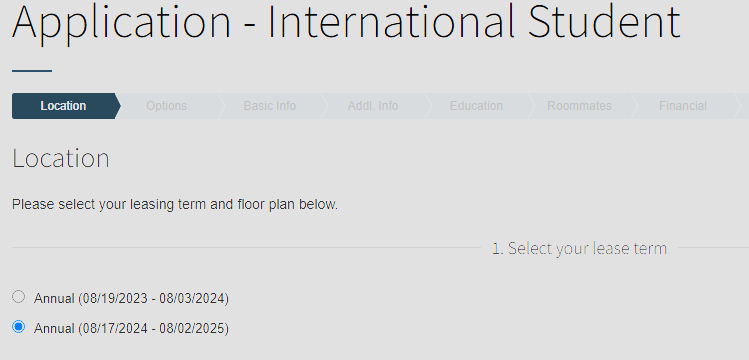 Application - International Student
Location Options Basic Info Addl. Info Education Roommates Financial
Location
Please select your leasing term and floor plan below.
1. Select your lease term
Annual (08/19/2023 - 08/03/2024)
Annual (08/17/2024 - 08/02/2025)